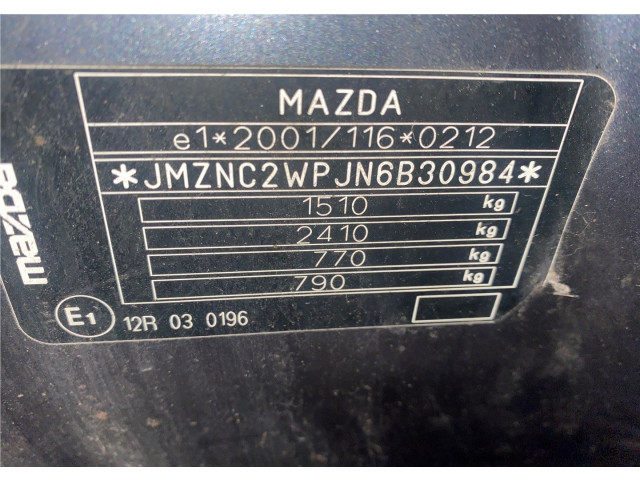 MAZDA
e1*2001/116*0212
*JMZNC2WPJN6B30984*
1510 kg
2410 kg
770 kg
790 kg
E1 12R 03 0196
mazda